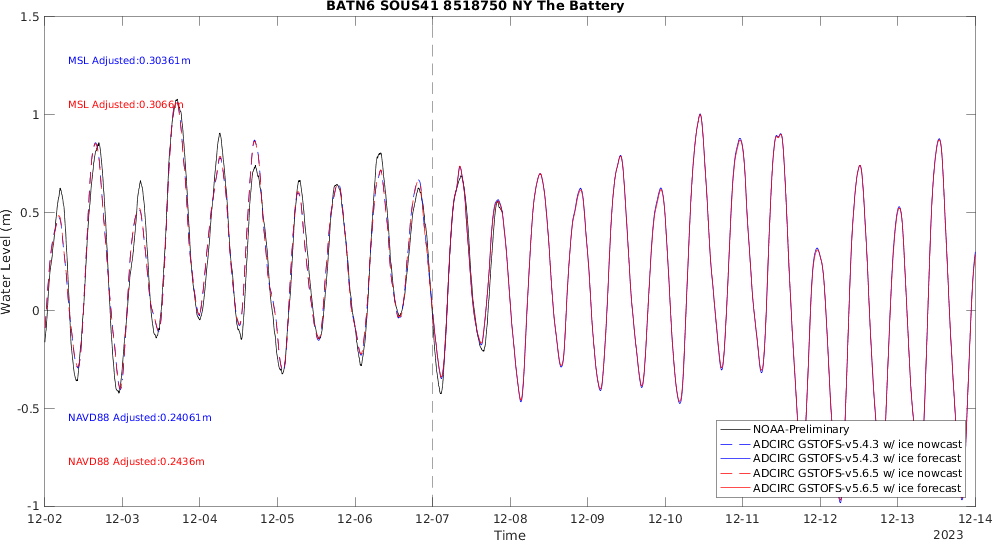 BATN6 SOUS41 8518750 NY The Battery
1.5
1
0.5
0
-0.5
-1
Water Level (m)
MSL Adjusted:0.30361m
MSL Adjusted:0.3066m
NAVD88 Adjusted:0.24061m
NAVD88 Adjusted:0.2436m
NOAA-Preliminary
ADCIRC GSTOFS-v5.4.3 w/ ice nowcast
ADCIRC GSTOFS-v5.4.3 w/ ice forecast
ADCIRC GSTOFS-v5.6.5 w/ ice nowcast
ADCIRC GSTOFS-v5.6.5 w/ ice forecast
12-02 12-03 12-04 12-05 12-06 12-07 12-08 12-09 12-10 12-11 12-12 12-13 12-14
Time
2023